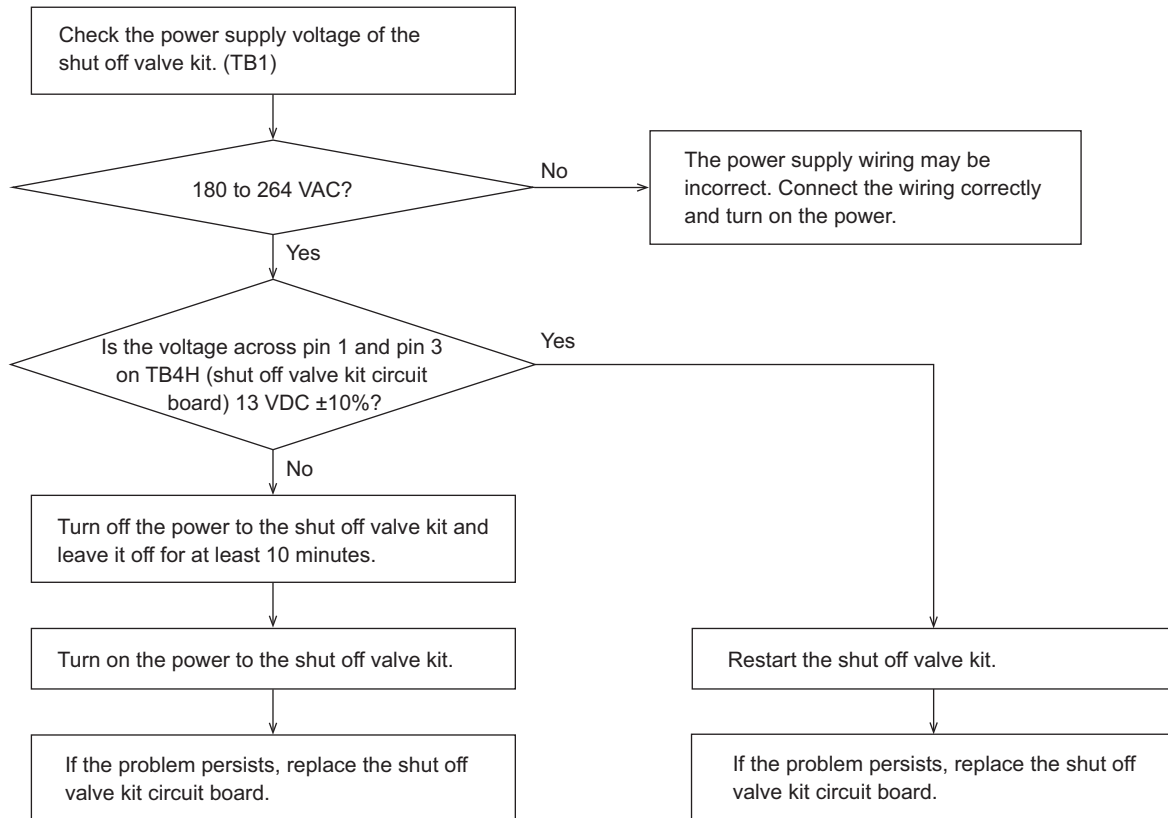 Check the power supply voltage of the
shut off valve kit. (TB1)
180 to 264 VAC?
No
The power supply wiring may be
incorrect. Connect the wiring correctly
and turn on the power.
Yes
Is the voltage across pin 1 and pin 3
on TB4H (shut off valve kit circuit
board) 13 VDC ±10%?
Yes
No
Turn off the power to the shut off valve kit and
leave it off for at least 10 minutes.
Turn on the power to the shut off valve kit.
Restart the shut off valve kit.
If the problem persists, replace the shut off
valve kit circuit board.
If the problem persists, replace the shut off
valve kit circuit board.